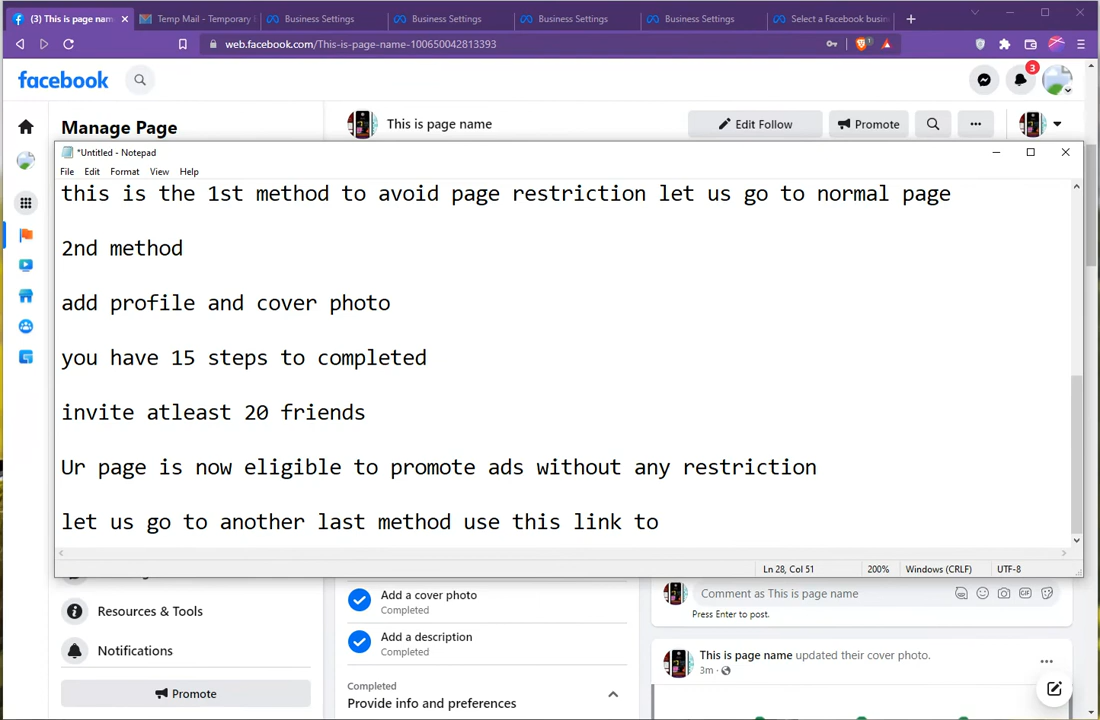 (3) This is page name
Temp Mail - Temporary
Business Settings
Business Settings
Business Settings
Business Settings
Select a Facebook busin
web.facebook.com/This-is-page-name-100650042813393
1
facebook
3
Manage Page
This is page name
Edit Follow
Promote
*Untitled - Notepad
File Edit Format View Help
this is the 1st method to avoid page restriction let us go to normal page
2nd method
add profile and cover photo
you have 15 steps to completed
invite atleast 20 friends
Ur page is now eligible to promote ads without any restriction
let us go to another last method use this link to
Ln 28, Col 51
200%
Windows (CRLF)
UTF-8
Resources & Tools
Notifications
Promote
Add a cover photo
Completed
Add a description
Completed
Completed
Provide info and preferences
Comment as This is page name
GIF
Press Enter to post.
This is page name updated their cover photo.
3m